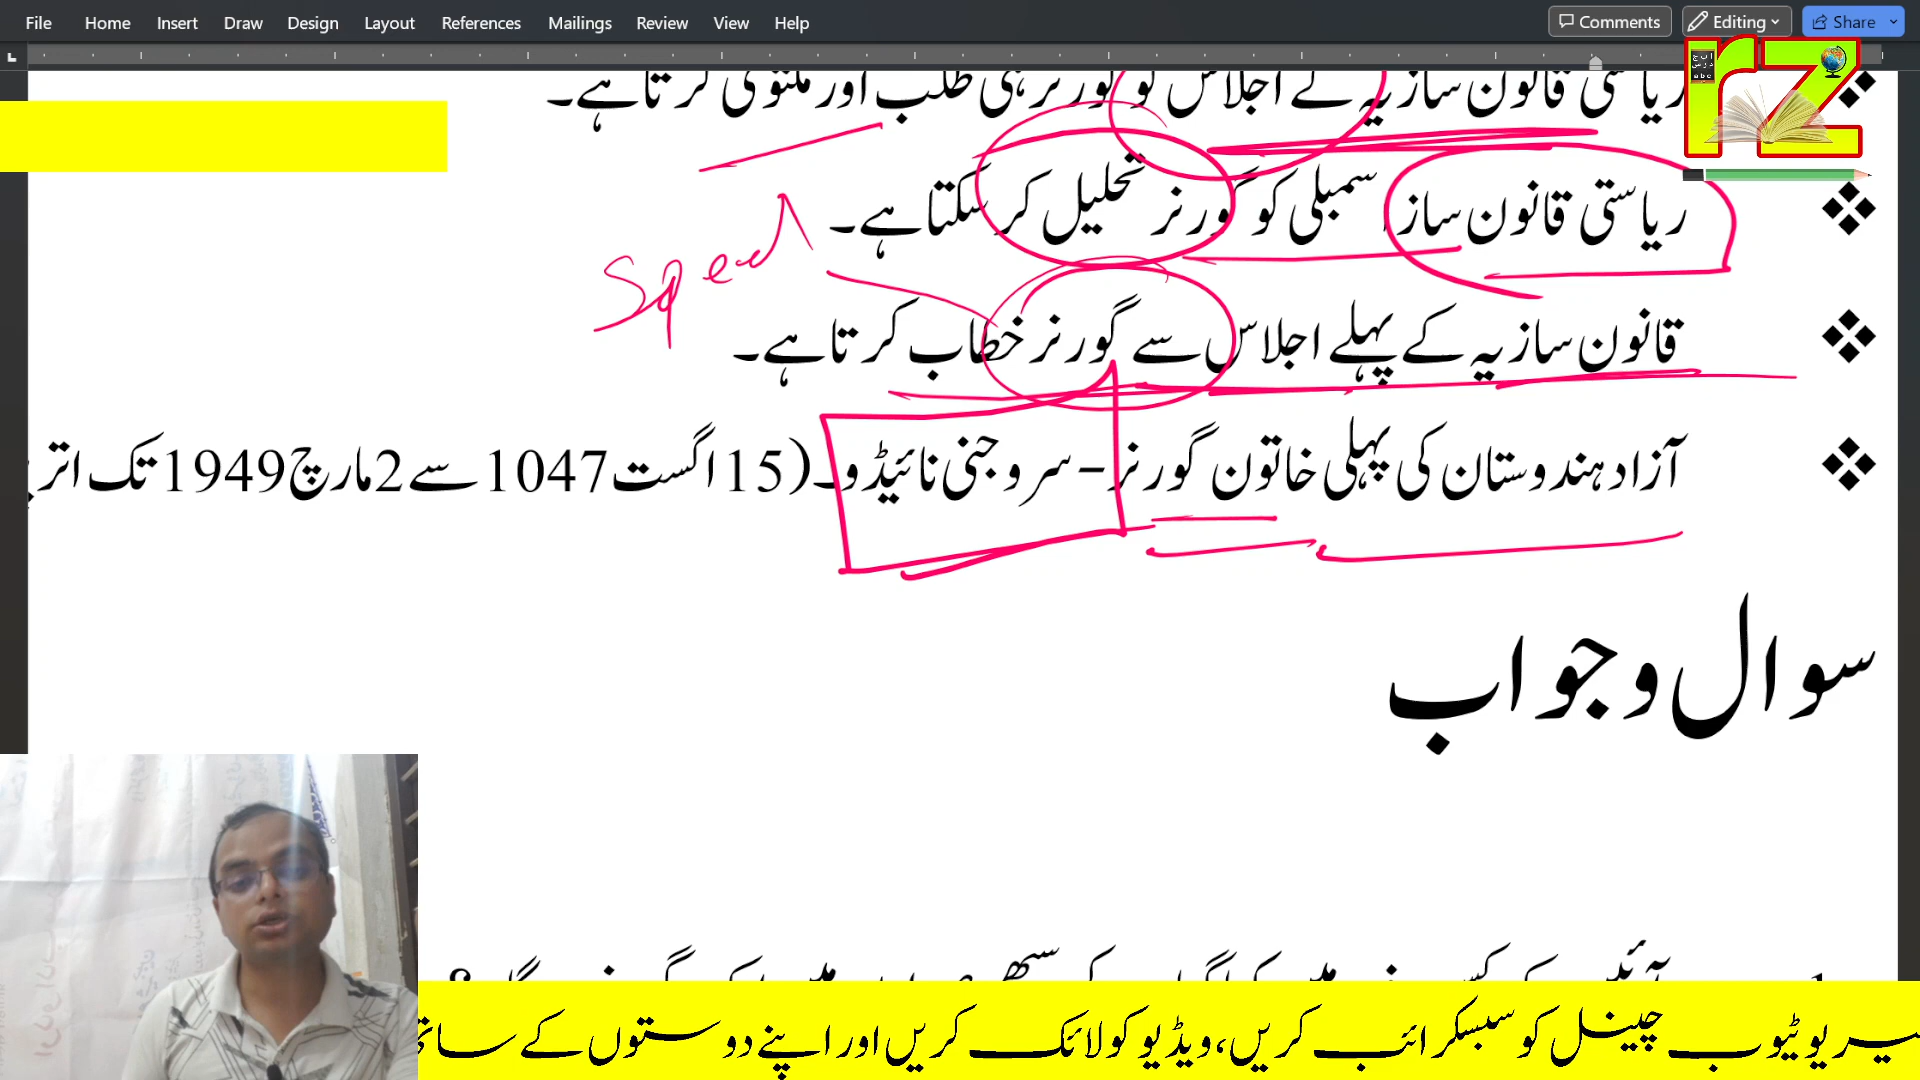 File Home Insert Draw Design Layout References Mailings Review View Help Comments Editing Share
ریاستی قانون سازیہ کے اجلاس کو گورنر ہی طلب اور ملتوی کرتا ہے۔
ریاستی قانون ساز اسمبلی کو گورنر تحلیل کر سکتا ہے۔
Speed
قانون سازیہ کے پہلے اجلاس سے گورنر خطاب کرتا ہے۔
آزاد ہندوستان کی پہلی خاتون گورنر – سروجنی نائیڈو۔ (15 اگست 1047 سے 2 مارچ 1949 تک
سوال و جواب
یوٹیوب چینل کو سبسکرائب کریں، ویڈیو کو لائک کریں اور اپنے دوستوں کے
rz